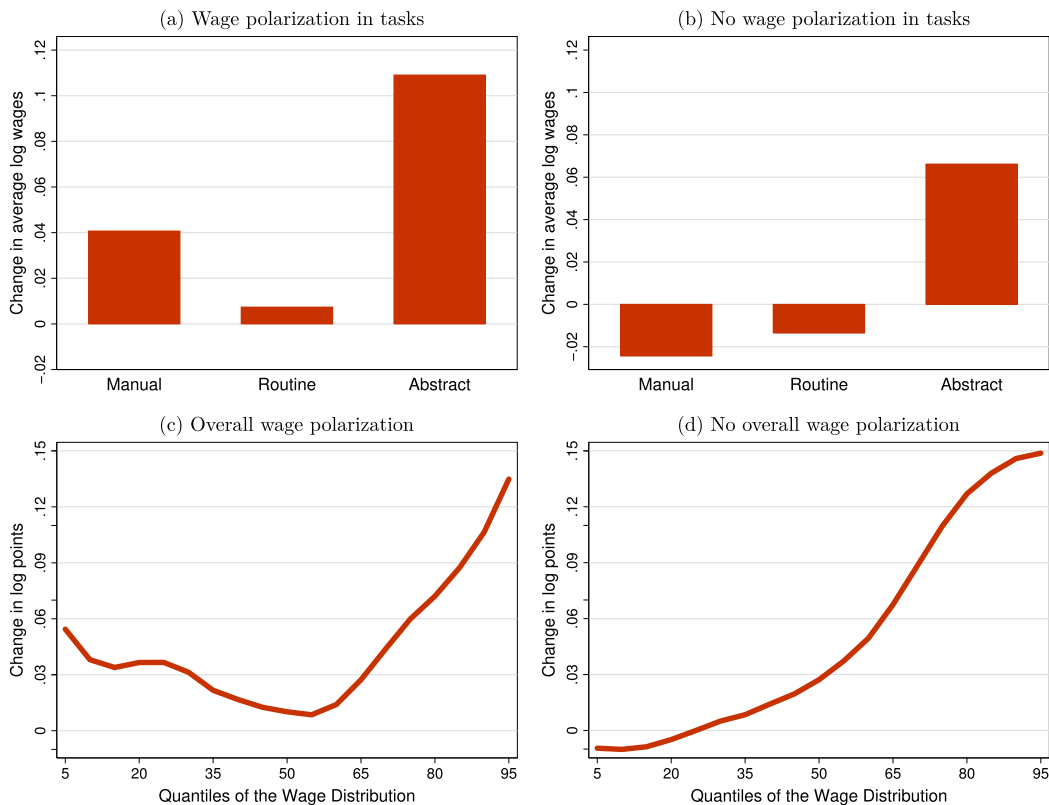 (a) Wage polarization in tasks
Change in average log wages
.12
.1
.08
.06
.04
.02
0
−.02
Manual Routine Abstract
(b) No wage polarization in tasks
Change in average log wages
.12
.1
.08
.06
.04
.02
0
−.02
Manual Routine Abstract
(c) Overall wage polarization
Change in log points
.15
.12
.09
.06
.03
0
5 20 35 50 65 80 95
Quantiles of the Wage Distribution
(d) No overall wage polarization
Change in log points
.15
.12
.09
.06
.03
0
5 20 35 50 65 80 95
Quantiles of the Wage Distribution